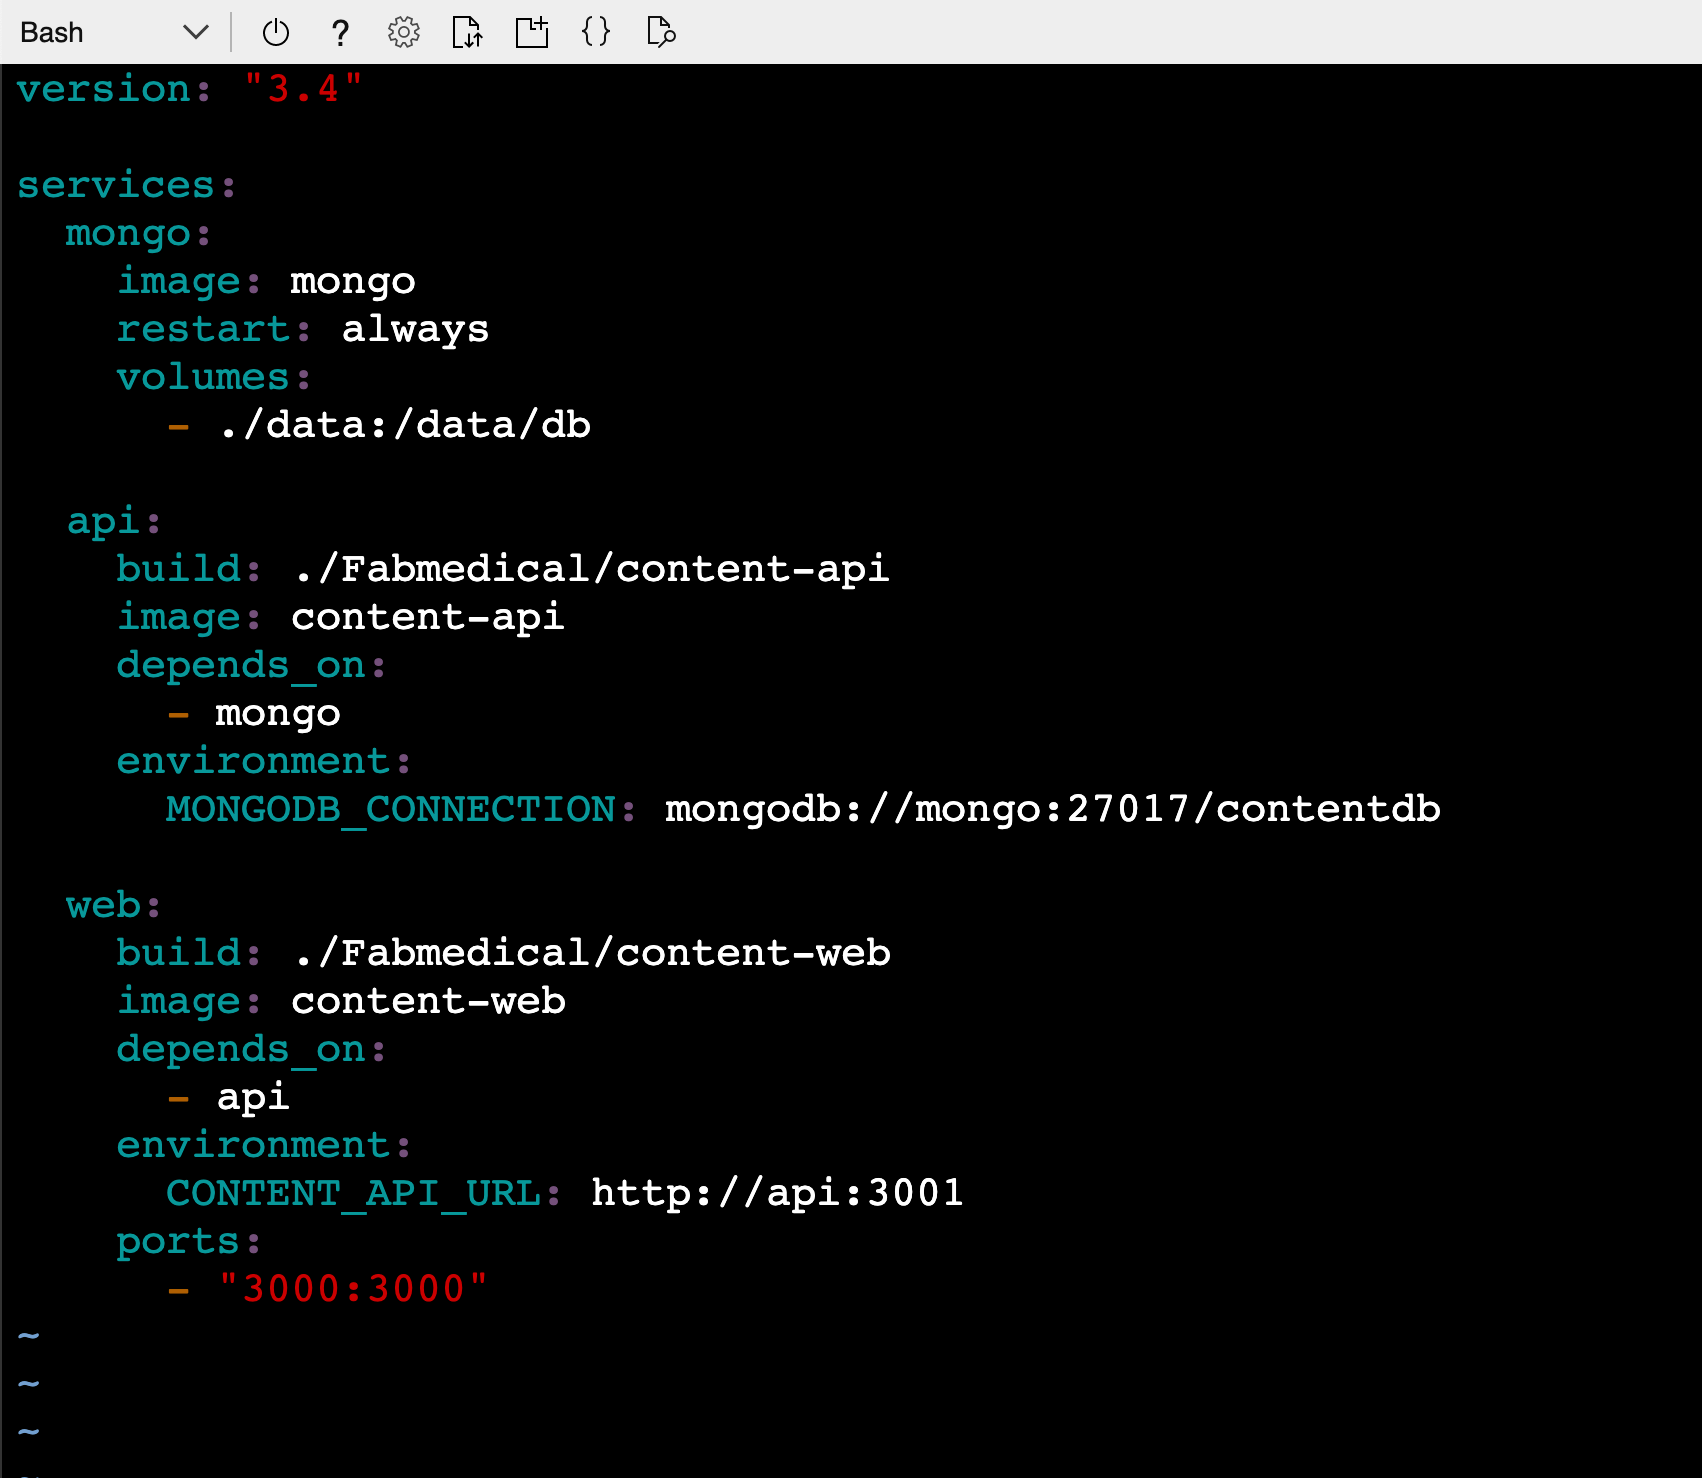 Bash
version: "3.4"
services:
  mongo:
    image: mongo
    restart: always
    volumes:
      - ./data:/data/db
  api:
    build: ./Fabmedical/content-api
    image: content-api
    depends_on:
      - mongo
    environment:
      MONGODB_CONNECTION: mongodb://mongo:27017/contentdb
  web:
    build: ./Fabmedical/content-web
    image: content-web
    depends_on:
      - api
    environment:
      CONTENT_API_URL: http://api:3001
    ports:
      - "3000:3000"
~
~
~